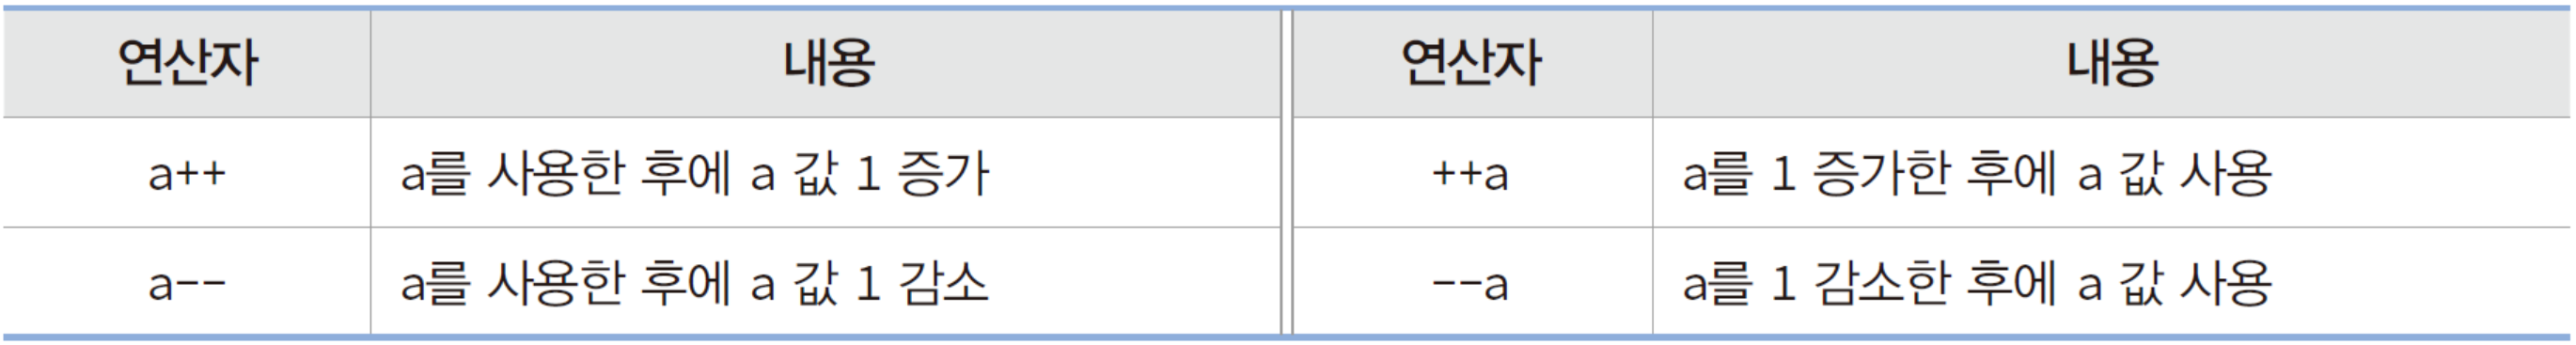 연산자 내용 연산자 내용
a++ a를 사용한 후에 a 값 1 증가 ++a a를 1 증가한 후에 a 값 사용
a-- a를 사용한 후에 a 값 1 감소 --a a를 1 감소한 후에 a 값 사용